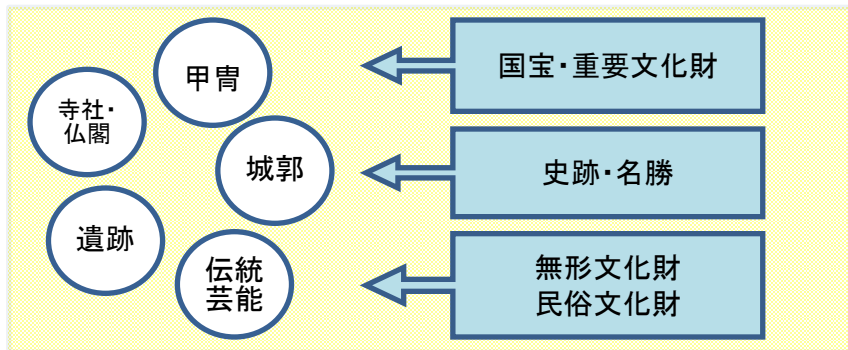 甲冑
寺社・
仏閣
城郭
遺跡
伝統
芸能
国宝・重要文化財
史跡・名勝
無形文化財
民俗文化財